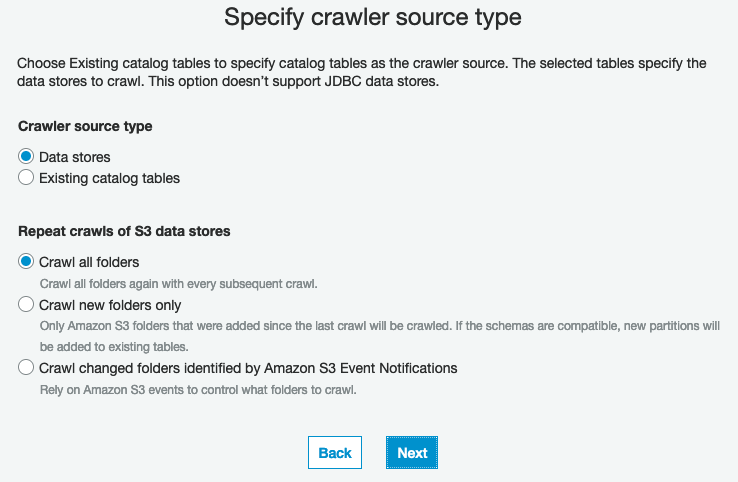 Specify crawler source type
Choose Existing catalog tables to specify catalog tables as the crawler source. The selected tables specify the
data stores to crawl. This option doesn't support JDBC data stores.
Crawler source type
Data stores
Existing catalog tables
Repeat crawls of S3 data stores
Crawl all folders
Crawl all folders again with every subsequent crawl.
Crawl new folders only
Only Amazon S3 folders that were added since the last crawl will be crawled. If the schemas are compatible, new partitions will
be added to existing tables.
Crawl changed folders identified by Amazon S3 Event Notifications
Rely on Amazon S3 events to control what folders to crawl.
Back Next